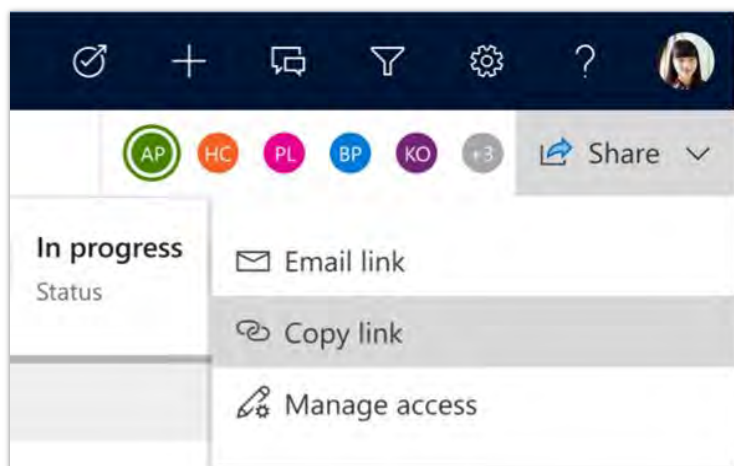 ?
AP HC PL BP KO +3 Share
In progress
Status
Email link
Copy link
Manage access